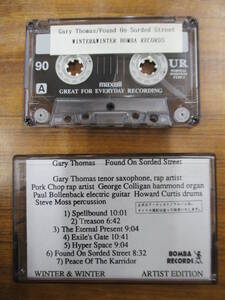 Gary Thomas/Found On Sorded Street
WINTER&WINTER BOMBA RECORDS
90
UR
A
maxell
GREAT FOR EVERYDAY RECORDING
Gary Thomas Found On Sorded Street
Gary Thomas tenor saxophone, rap artist
Pork Chop rap artist George Colligan hammond organ
Paul Bollenback electric guitar Howard Curtis drums
Steve Moss percussion
1) Spellbound 10:01
2) Treason 6:42
3) The Eternal Present 9:04
4) Exile's Gate 10:41
5) Hyper Space 9:04
6) Found On Sorded Street 8:32
7) Peace Of The Karridor
BOMBA
RECORDS
WINTER & WINTER ARTIST EDITION